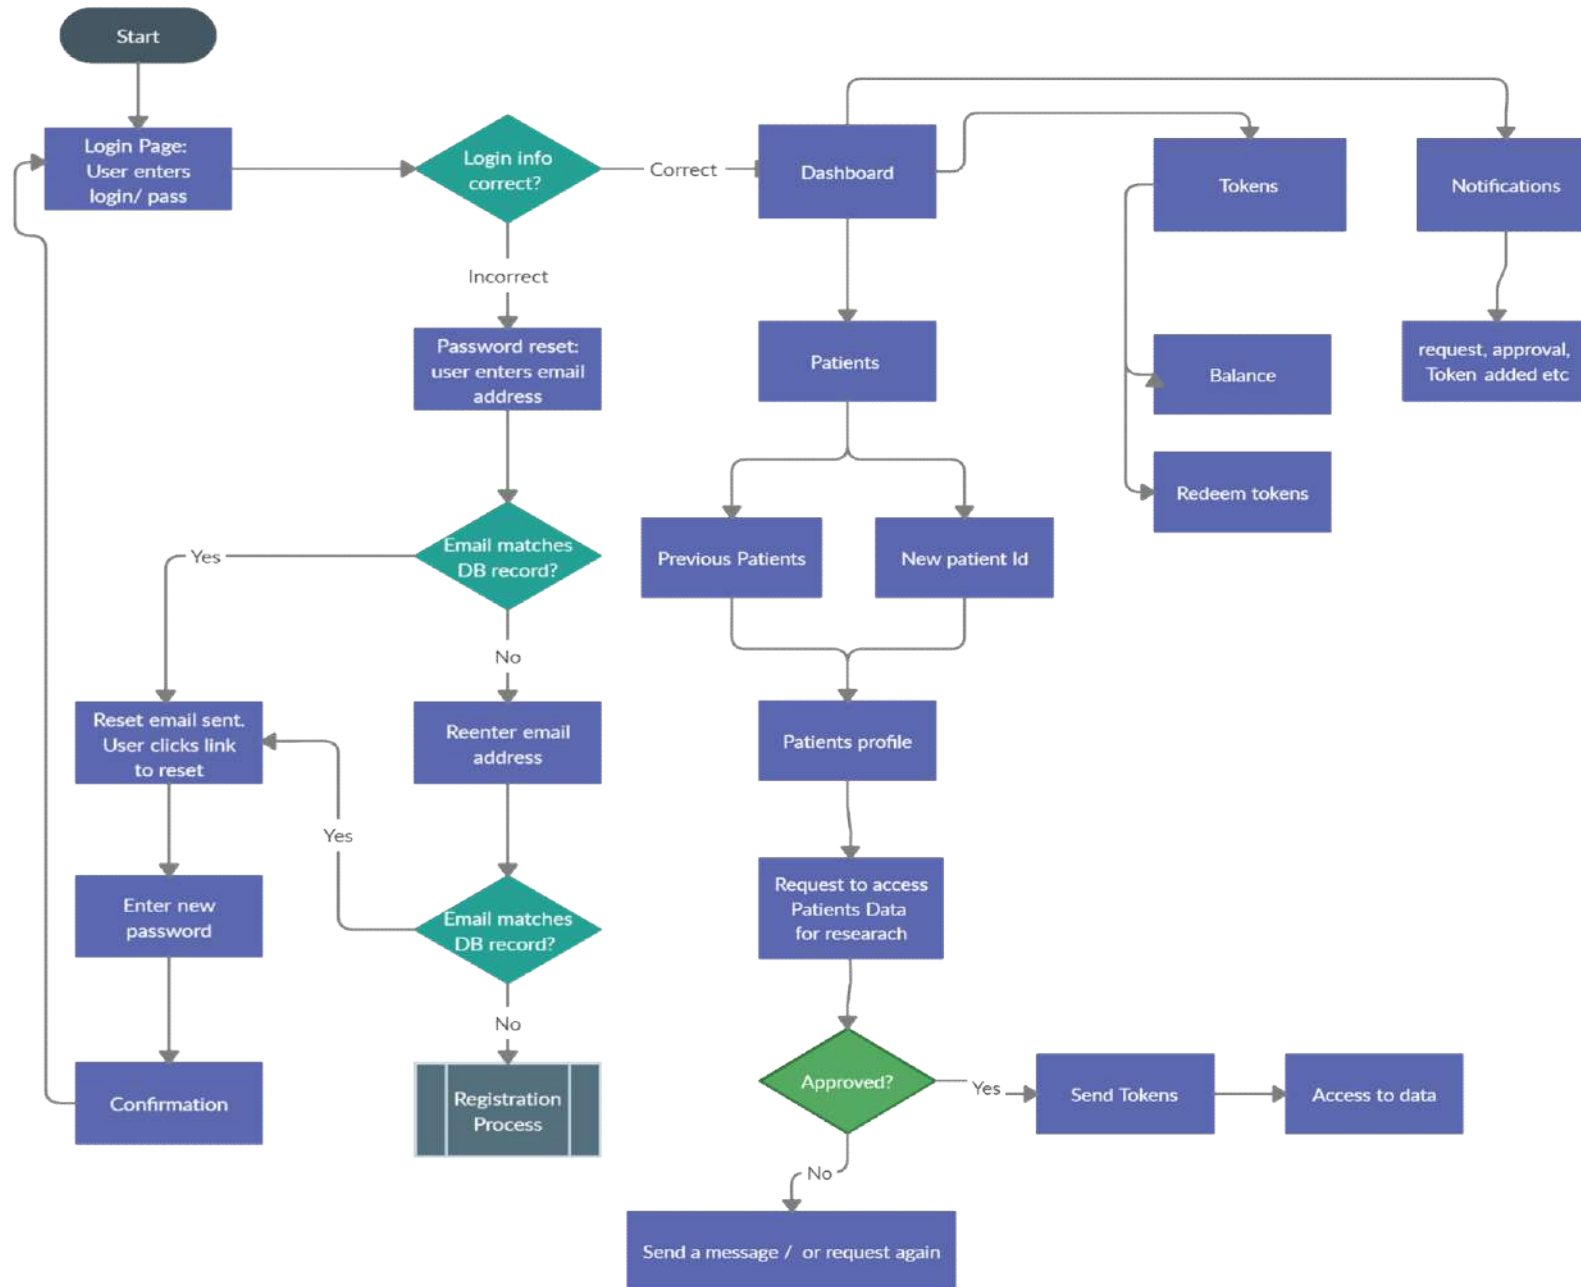 Start
Login Page:
User enters
login/ pass
Login info
correct?
Correct
Dashboard
Tokens
Notifications
Incorrect
Password reset:
user enters email
address
Patients
Balance
request, approval,
Token added etc
Redeem tokens
Email matches
DB record?
Yes
No
Previous Patients
New patient Id
Reset email sent.
User clicks link
to reset
Reenter email
address
Patients profile
Yes
Enter new
password
Email matches
DB record?
Request to access
Patients Data
for researach
No
Confirmation
Registration
Process
Approved?
Yes
Send Tokens
Access to data
No
Send a message / or request again